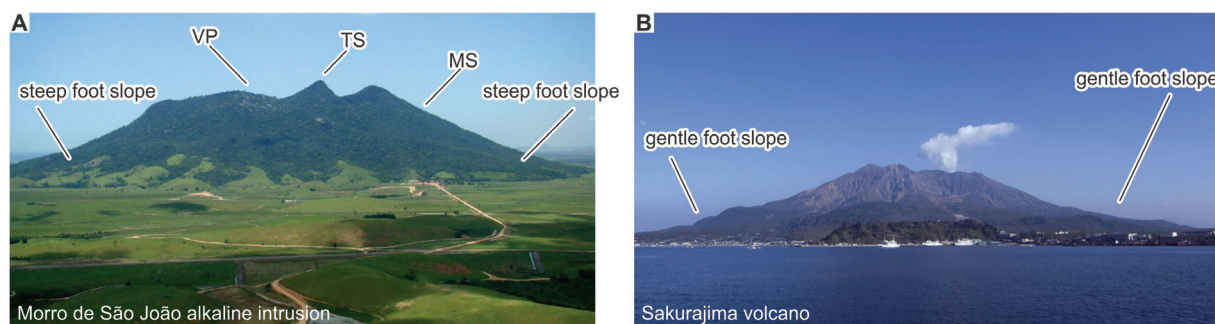 A
VP
TS
MS
steep foot slope
steep foot slope
Morro de São João alkaline intrusion
B
gentle foot slope
gentle foot slope
Sakurajima volcano